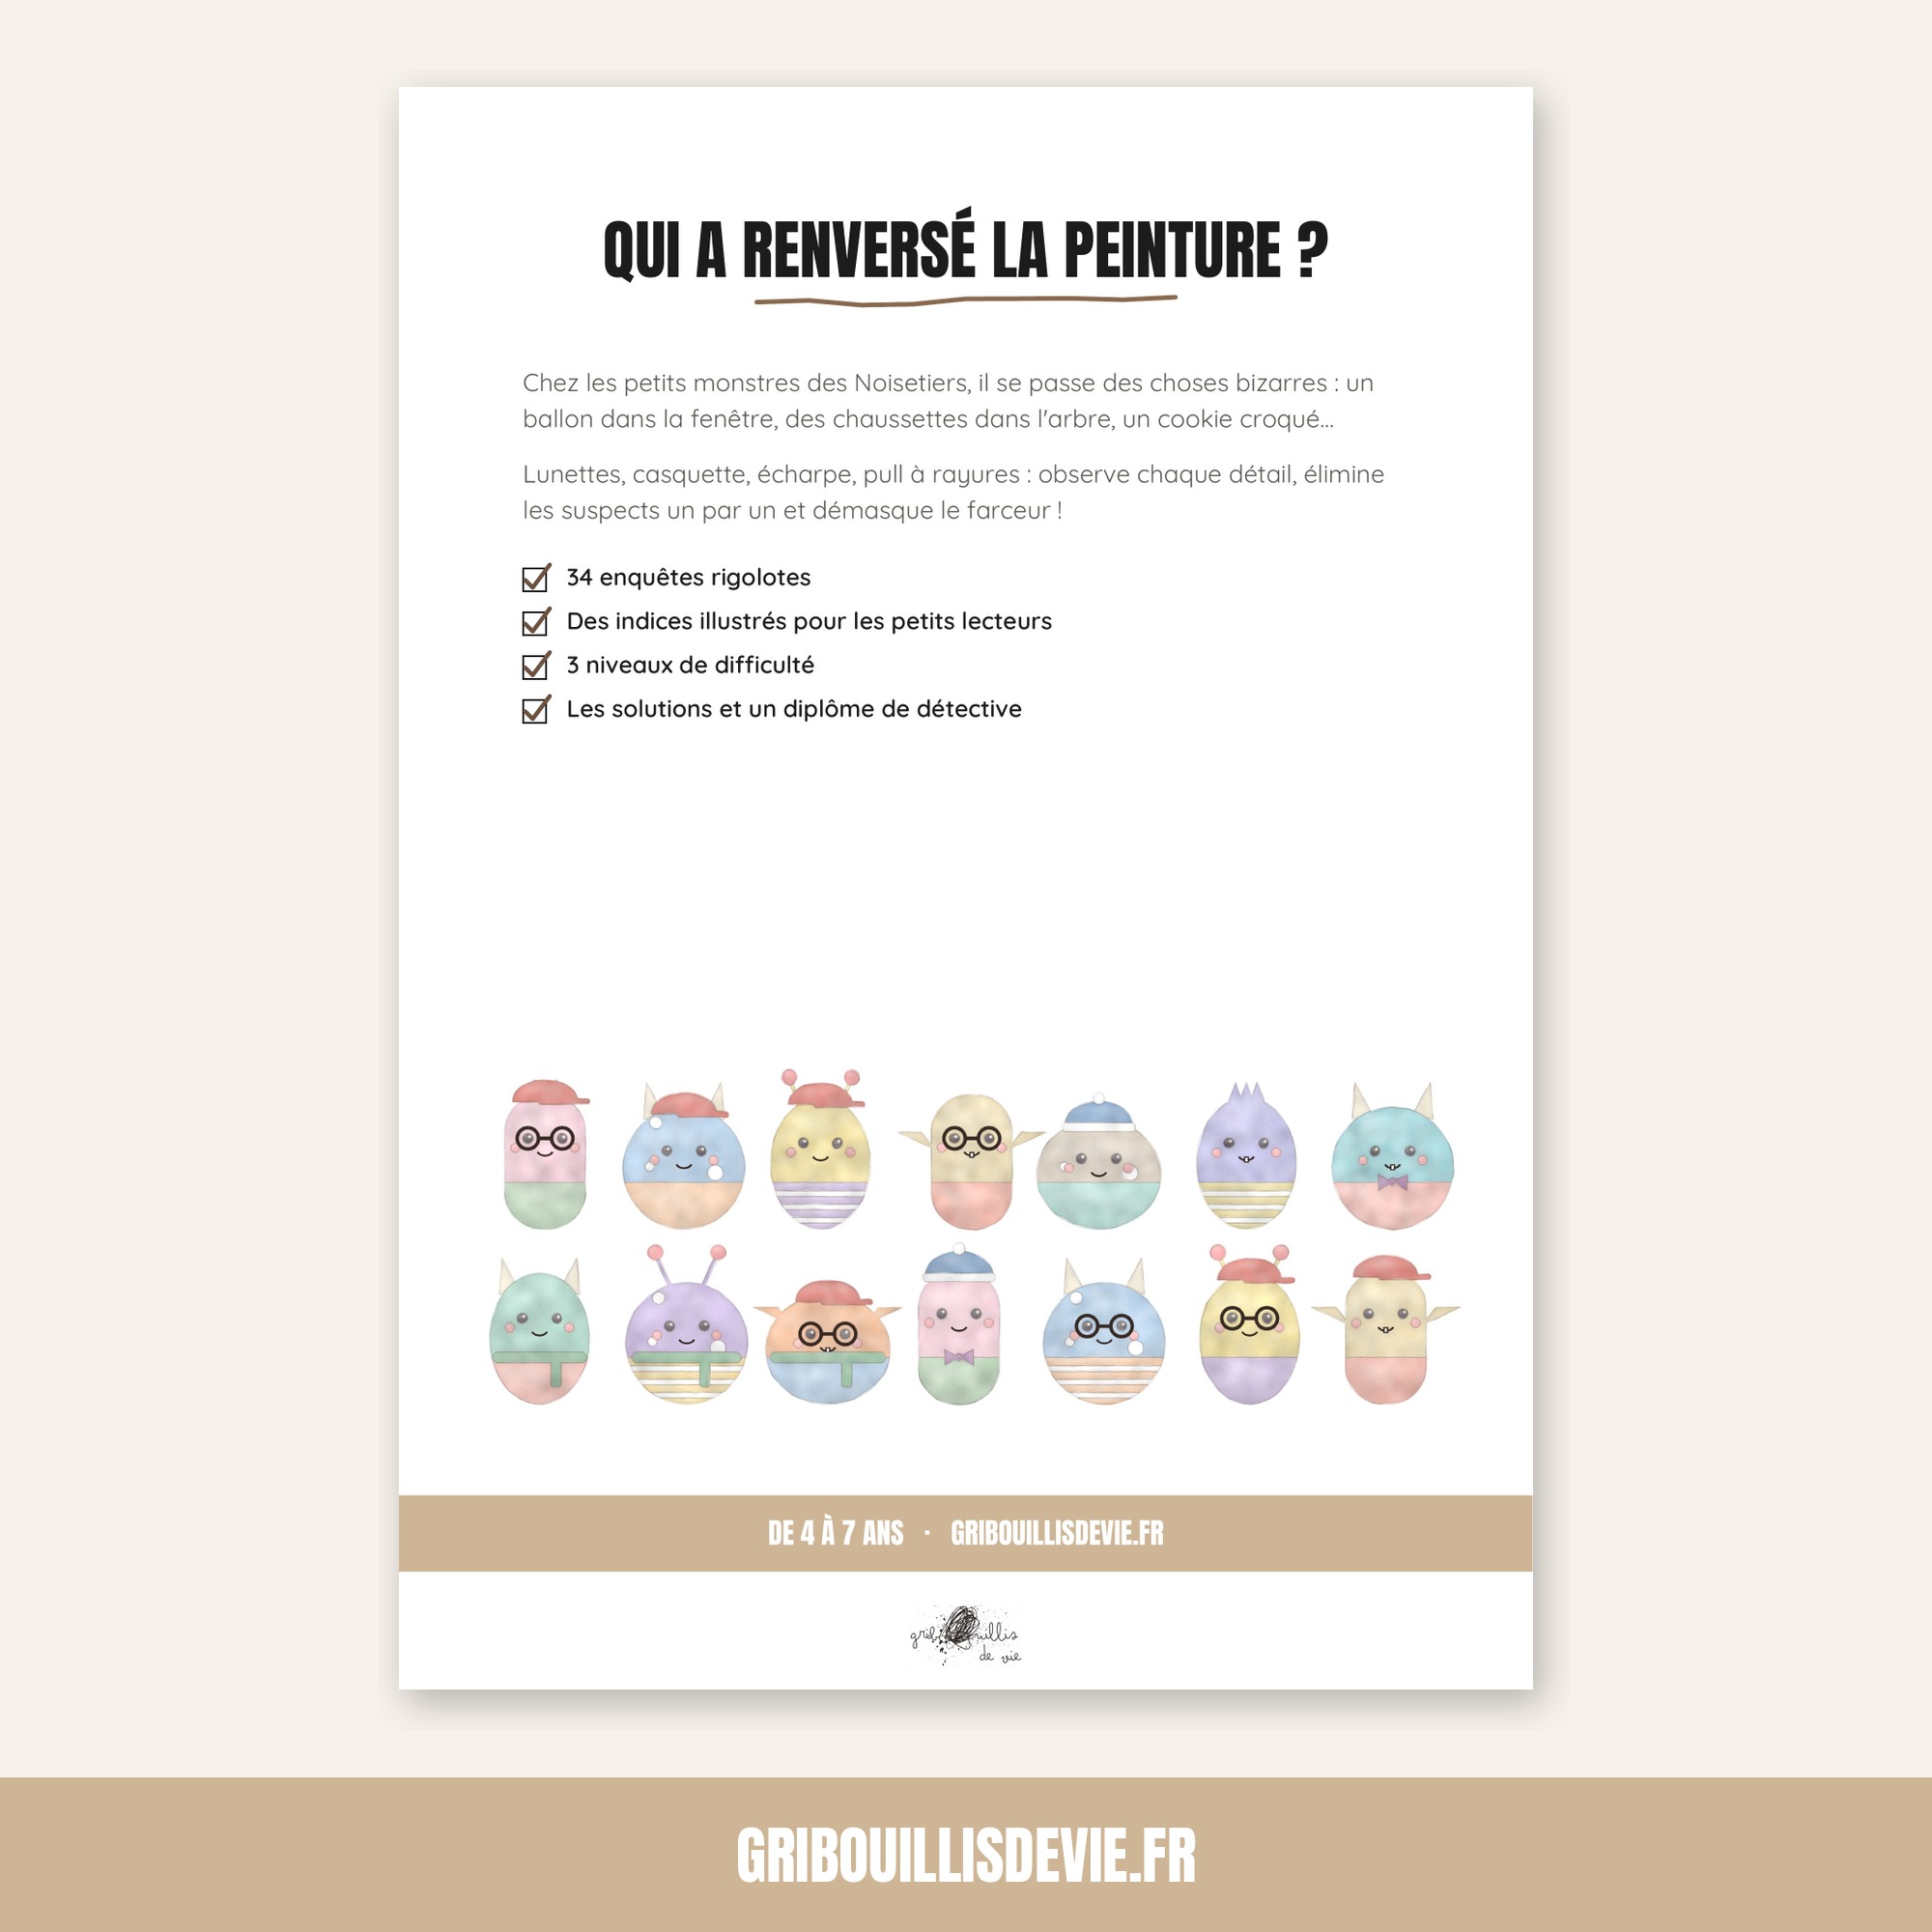 QUI A RENVERSÉ LA PEINTURE ?
Chez les petits monstres des Noisetiers, il se passe des choses bizarres : un
ballon dans la fenêtre, des chaussettes dans l'arbre, un cookie croqué...
Lunettes, casquette, écharpe, pull à rayures : observe chaque détail, élimine
les suspects un par un et démasque le farceur !
34 enquêtes rigolotes
Des indices illustrés pour les petits lecteurs
3 niveaux de difficulté
Les solutions et un diplôme de détective
DE 4 À 7 ANS · GRIBOUILLISDEVIE.FR
de vie
GRIBOUILLISDEVIE.FR